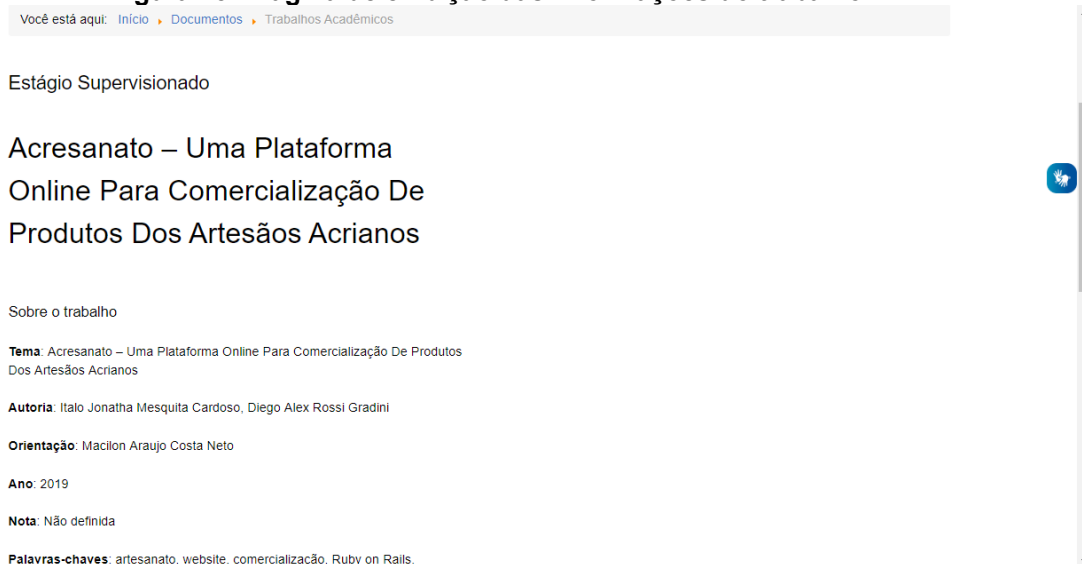 Você está aqui: Início Documentos Trabalhos Acadêmicos
Estágio Supervisionado
Acresanato – Uma Plataforma
Online Para Comercialização De
Produtos Dos Artesãos Acrianos
Sobre o trabalho
Tema: Acresanato – Uma Plataforma Online Para Comercialização De Produtos
Dos Artesãos Acrianos
Autoria: Italo Jonatha Mesquita Cardoso, Diego Alex Rossi Gradini
Orientação: Macilon Araujo Costa Neto
Ano: 2019
Nota: Não definida
Palavras-chaves: artesanato, website, comercialização, Ruby on Rails.